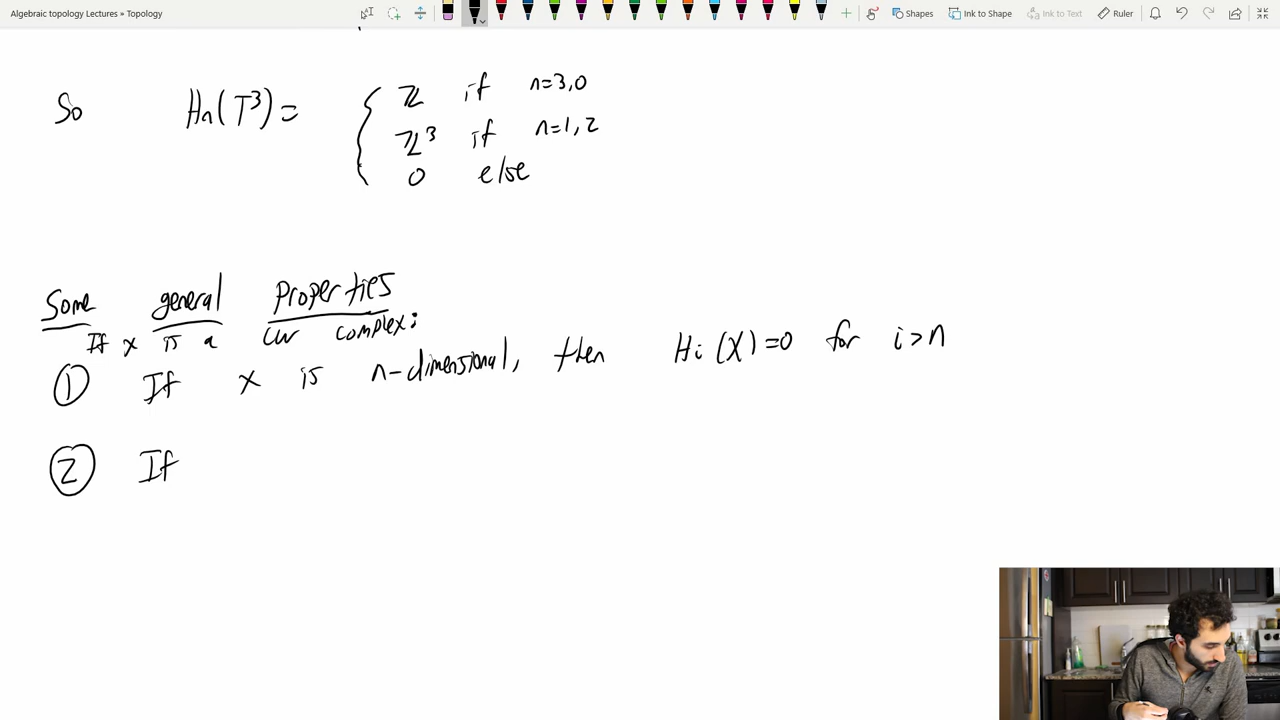 Algebraic topology Lectures » Topology
Shapes Ink to Shape Ink to Text Ruler
So Hn(T³) = { ℤ if n=3,0
ℤ³ if n=1,2
0 else
Some general Properties
If X is a CW complex:
① If X is n-dimensional, then Hi(X)=0 for i>n
② If